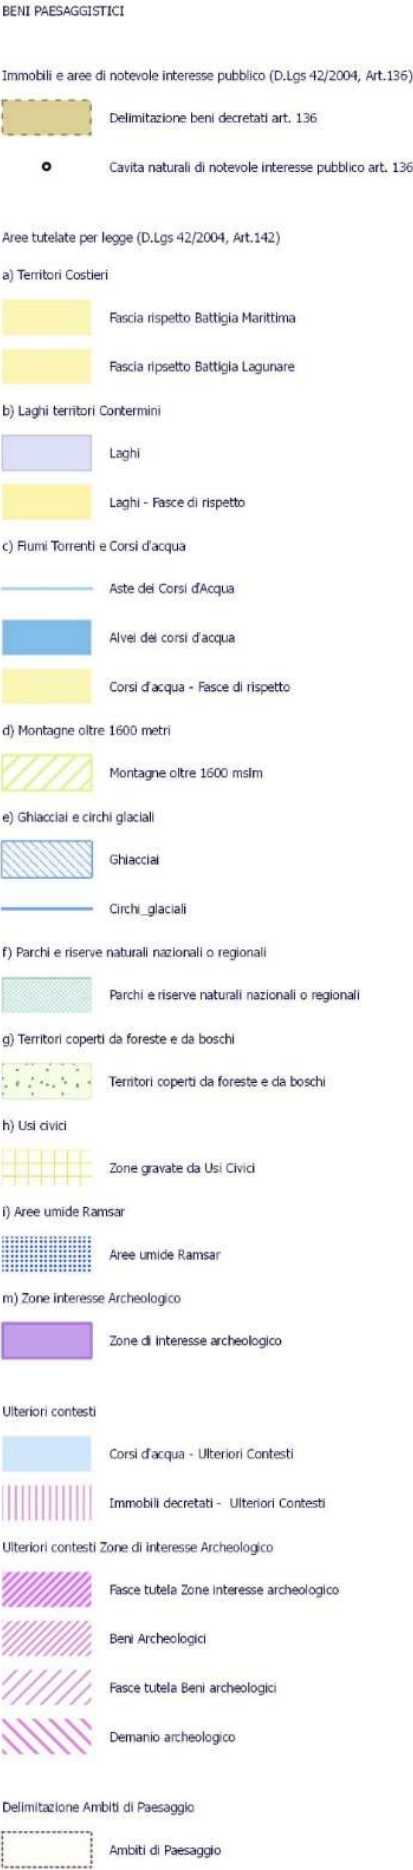 BENI PAESAGGISTICI
Immobili e aree di notevole interesse pubblico (D.Lgs 42/2004, Art.136)
Delimitazione beni decretati art. 136
Cavita naturali di notevole interesse pubblico art. 136
Aree tutelate per legge (D.Lgs 42/2004, Art.142)
a) Territori Costieri
Fascia rispetto Battigia Marittima
Fascia ripsetto Battigia Lagunare
b) Laghi territori Contermini
Laghi
Laghi - Fasce di rispetto
c) Fiumi Torrenti e Corsi d'acqua
Aste dei Corsi d'Acqua
Alvei dei corsi d'acqua
Corsi d'acqua - Fasce di rispetto
d) Montagne oltre 1600 metri
Montagne oltre 1600 mslm
e) Ghiacciai e circhi glaciali
Ghiacciai
Circhi_glaciali
f) Parchi e riserve naturali nazionali o regionali
Parchi e riserve naturali nazionali o regionali
g) Territori coperti da foreste e da boschi
Territori coperti da foreste e da boschi
h) Usi civici
Zone gravate da Usi Civici
i) Aree umide Ramsar
Aree umide Ramsar
m) Zone interesse Archeologico
Zone di interesse archeologico
Ulteriori contesti
Corsi d'acqua - Ulteriori Contesti
Immobili decretati - Ulteriori Contesti
Ulteriori contesti Zone di interesse Archeologico
Fasce tutela Zone interesse archeologico
Beni Archeologici
Fasce tutela Beni archeologici
Demanio archeologico
Delimitazione Ambiti di Paesaggio
Ambiti di Paesaggio